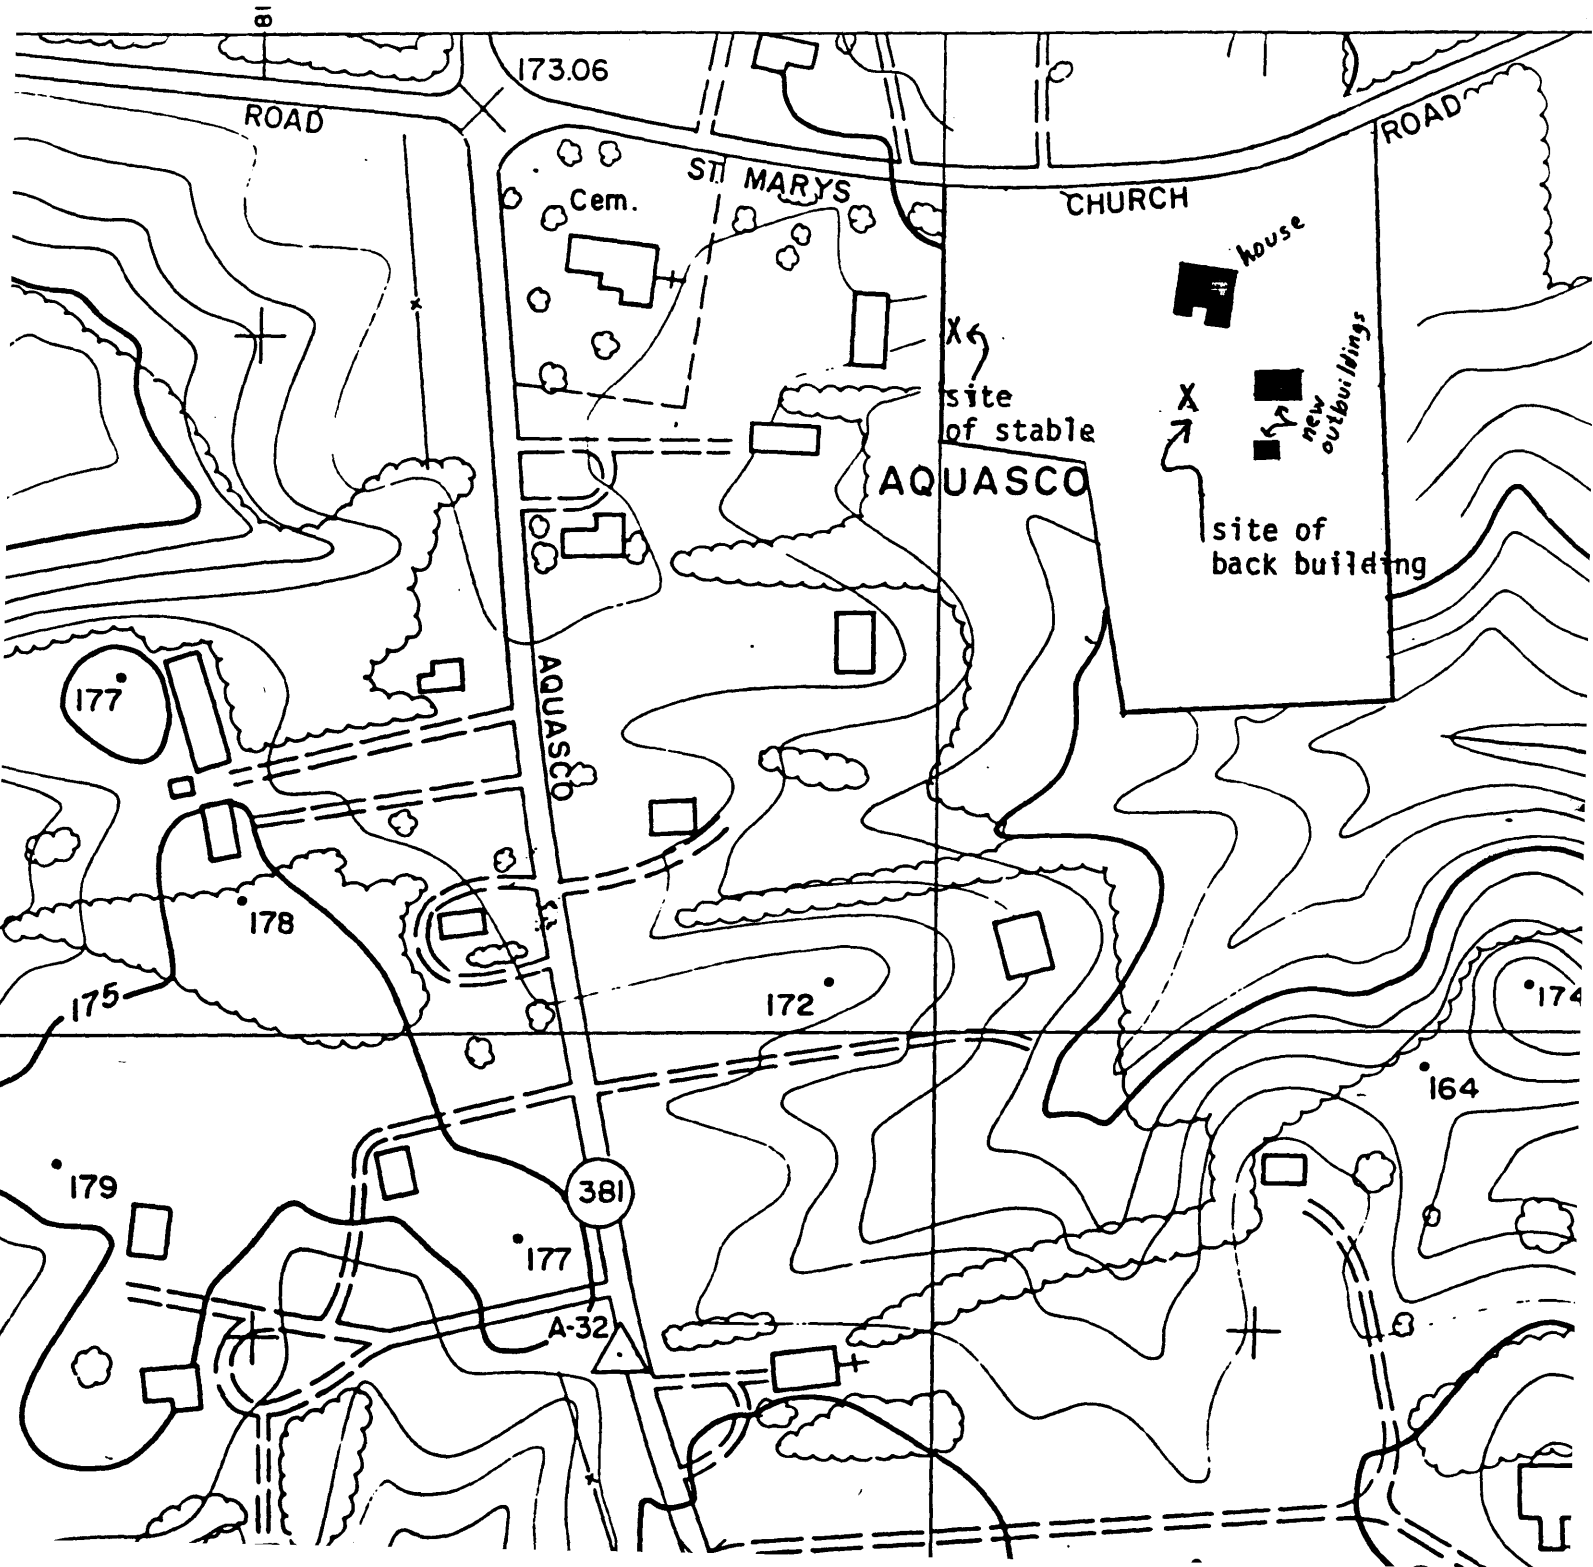 81
173.06
ROAD
ROAD
ST. MARYS
CHURCH
Cem.
house
X
site
of stable
X
new
outbuildings
AQUASCO
site of
back building
AQUASCO
177
178
175
172
174
164
179
381
177
A-32